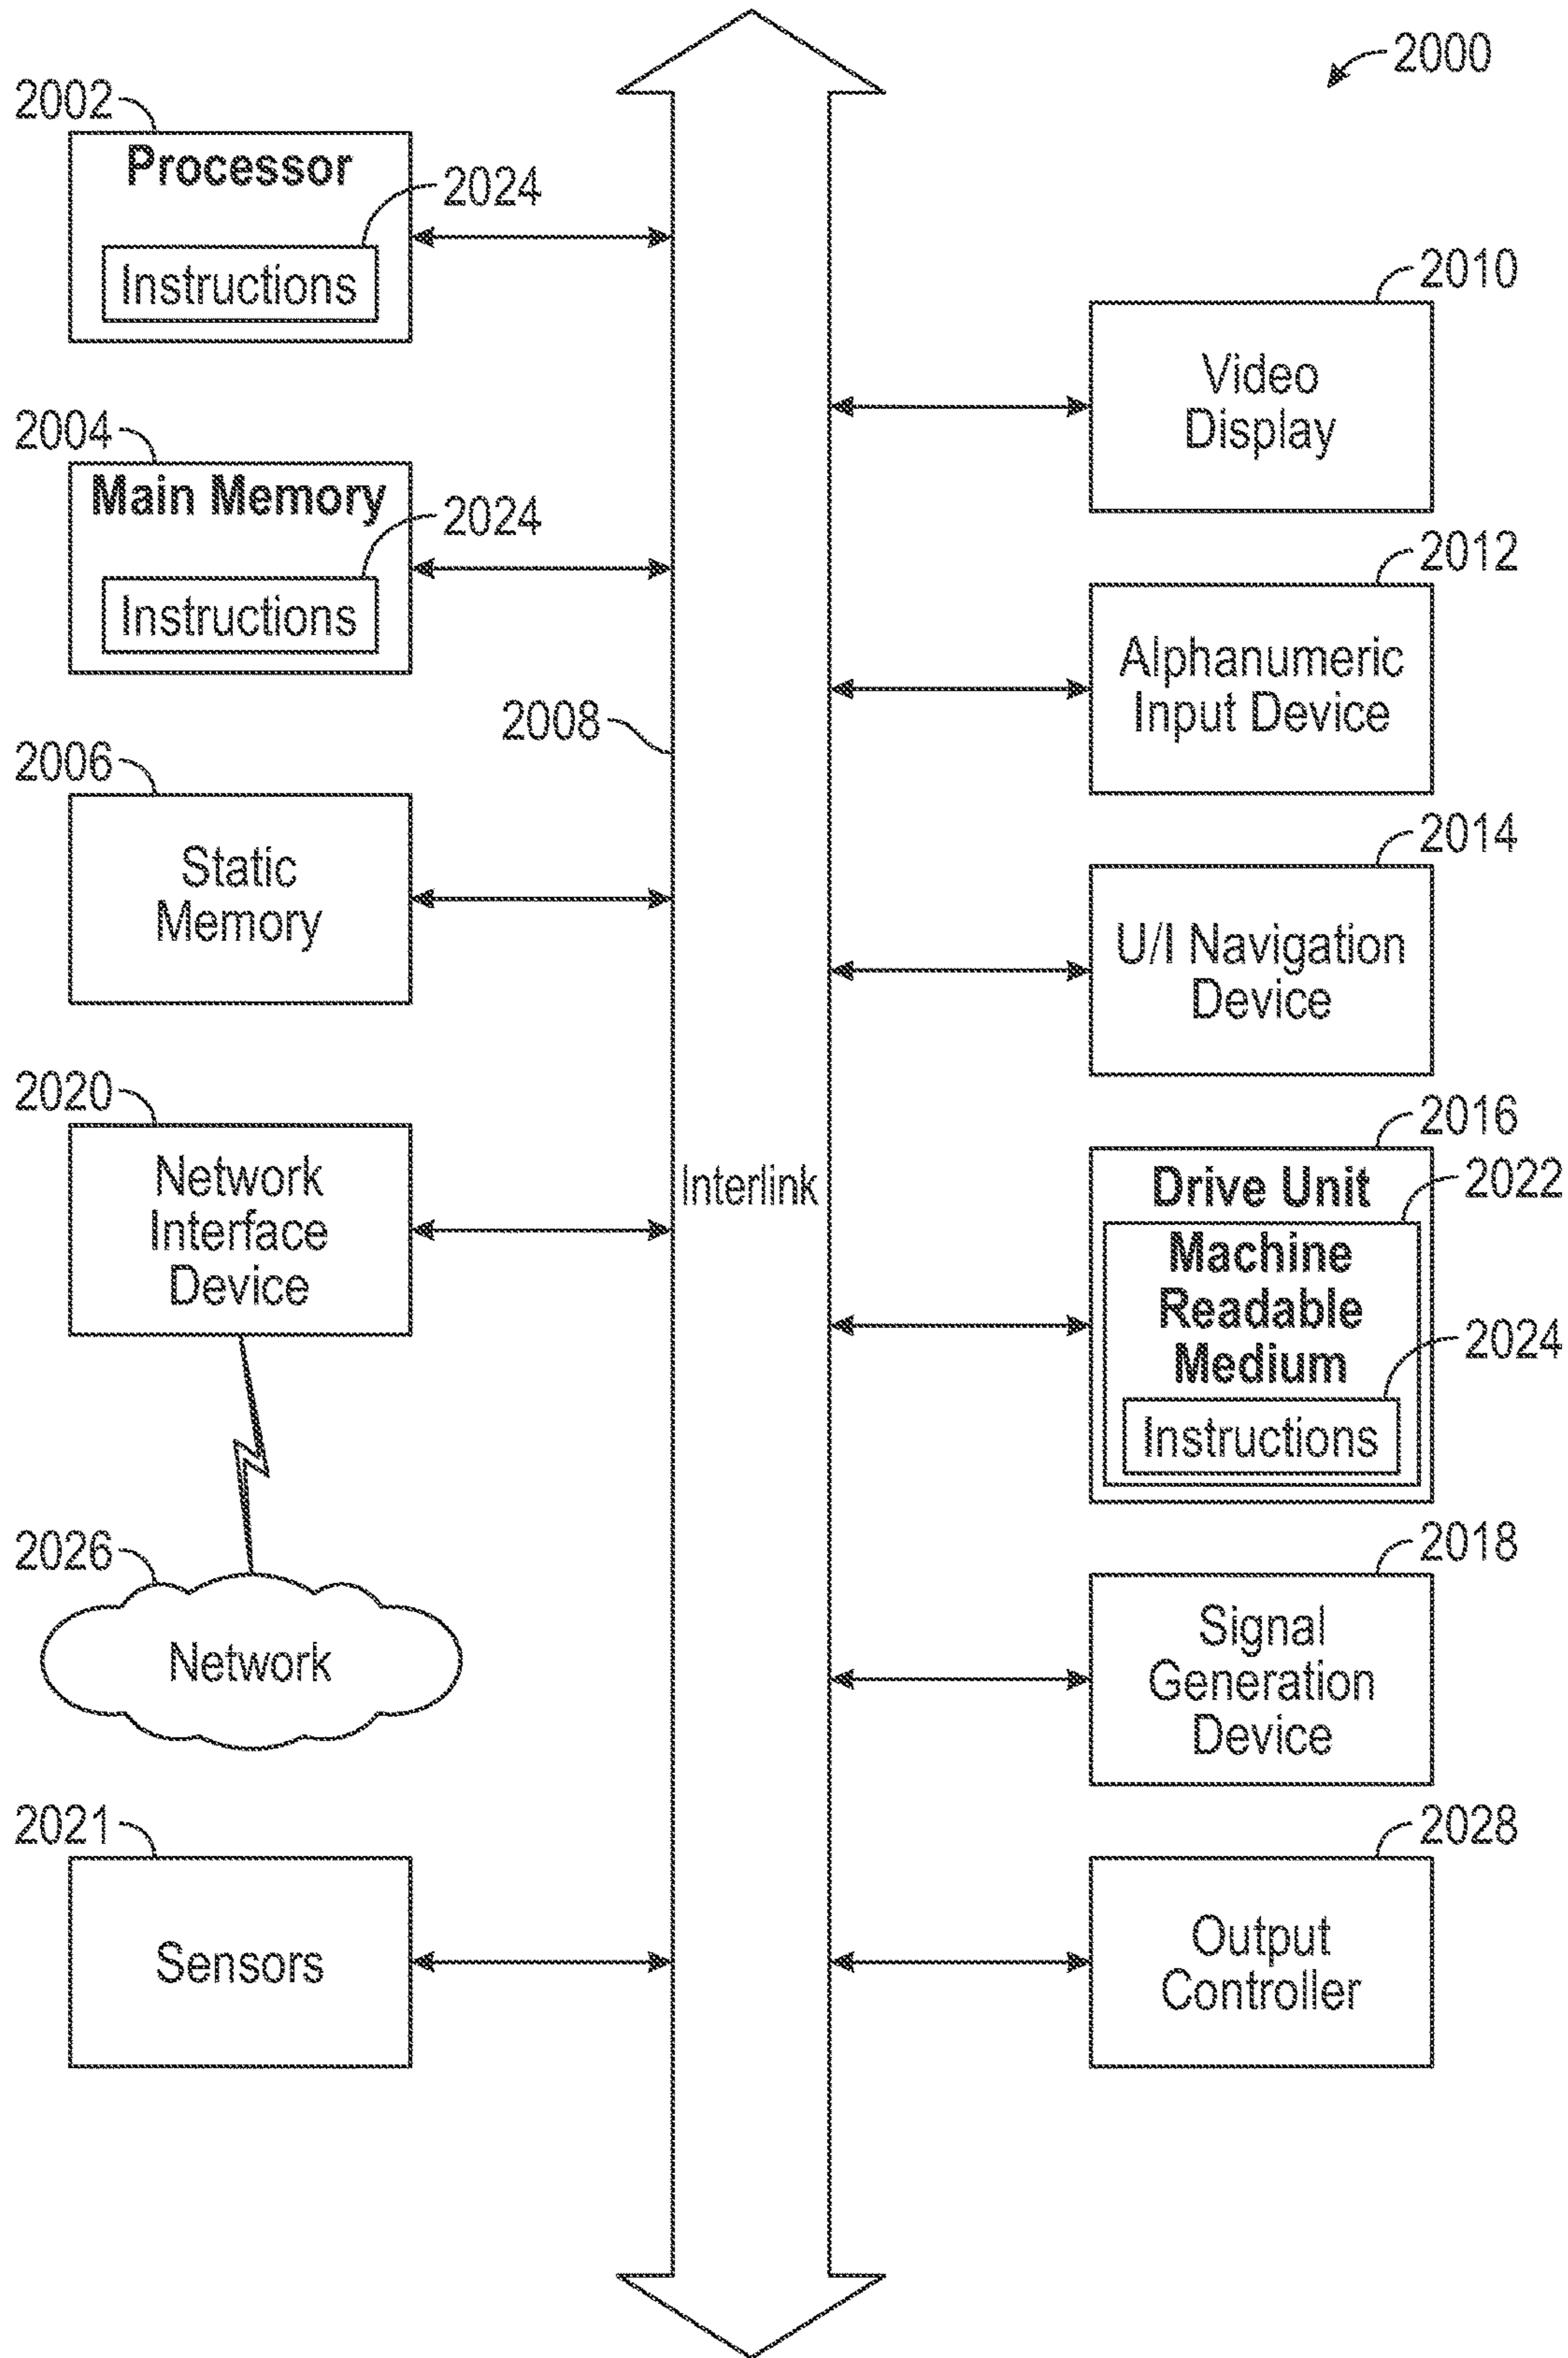 2000
2002
Processor
2024
Instructions
2004
Main Memory
2024
Instructions
2008
2006
Static
Memory
2020
Network
Interface
Device
2026
Network
2021
Sensors
Interlink
2010
Video
Display
2012
Alphanumeric
Input Device
2014
U/I Navigation
Device
2016
Drive Unit
2022
Machine
Readable
Medium
2024
Instructions
2018
Signal
Generation
Device
2028
Output
Controller